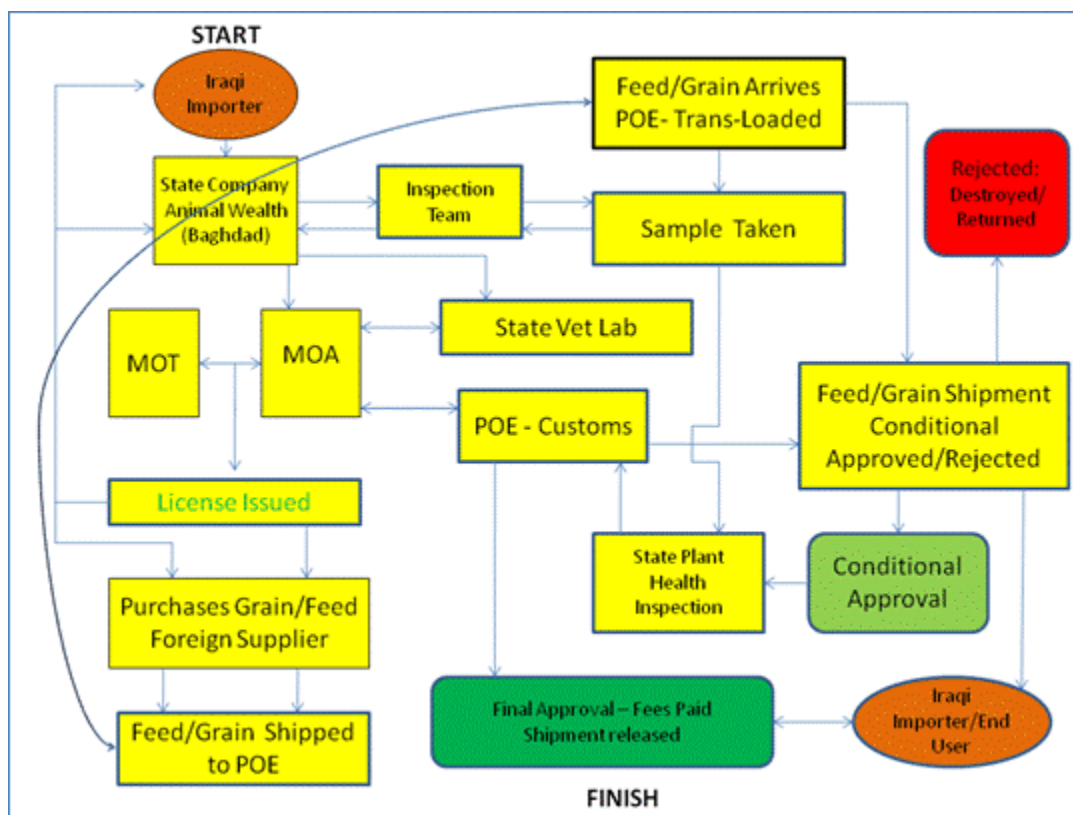 START
Iraqi
Importer
Feed/Grain Arrives
POE- Trans-Loaded
Rejected:
Destroyed/
Returned
State Company
Animal Wealth
(Baghdad)
Inspection
Team
Sample Taken
MOT
MOA
State Vet Lab
POE - Customs
Feed/Grain Shipment
Conditional
Approved/Rejected
License Issued
State Plant
Health
Inspection
Conditional
Approval
Purchases Grain/Feed
Foreign Supplier
Feed/Grain Shipped
to POE
Final Approval – Fees Paid
Shipment released
Iraqi
Importer/End
User
FINISH